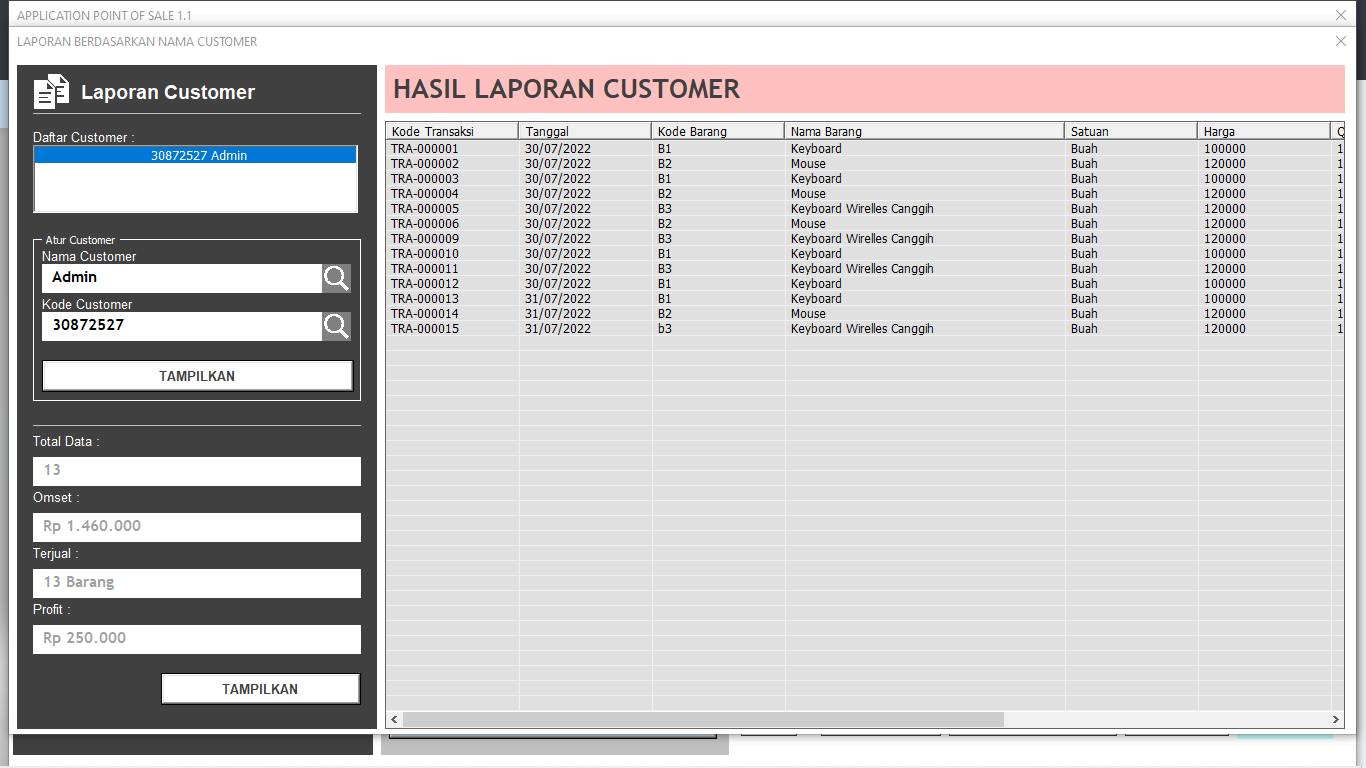 APPLICATION POINT OF SALE 1.1
LAPORAN BERDASARKAN NAMA CUSTOMER
Laporan Customer
Daftar Customer :
30872527 Admin
Atur Customer
Nama Customer
Admin
Kode Customer
30872527
TAMPILKAN
Total Data :
13
Omset :
Rp 1.460.000
Terjual :
13 Barang
Profit :
Rp 250.000
TAMPILKAN
HASIL LAPORAN CUSTOMER
Kode Transaksi Tanggal Kode Barang Nama Barang Satuan Harga Q
TRA-000001 30/07/2022 B1 Keyboard Buah 100000 1
TRA-000002 30/07/2022 B2 Mouse Buah 120000 1
TRA-000003 30/07/2022 B1 Keyboard Buah 100000 1
TRA-000004 30/07/2022 B2 Mouse Buah 120000 1
TRA-000005 30/07/2022 B3 Keyboard Wirelles Canggih Buah 120000 1
TRA-000006 30/07/2022 B2 Mouse Buah 120000 1
TRA-000009 30/07/2022 B3 Keyboard Wirelles Canggih Buah 120000 1
TRA-000010 30/07/2022 B1 Keyboard Buah 100000 1
TRA-000011 30/07/2022 B3 Keyboard Wirelles Canggih Buah 120000 1
TRA-000012 30/07/2022 B1 Keyboard Buah 100000 1
TRA-000013 31/07/2022 B1 Keyboard Buah 100000 1
TRA-000014 31/07/2022 B2 Mouse Buah 120000 1
TRA-000015 31/07/2022 b3 Keyboard Wirelles Canggih Buah 120000 1